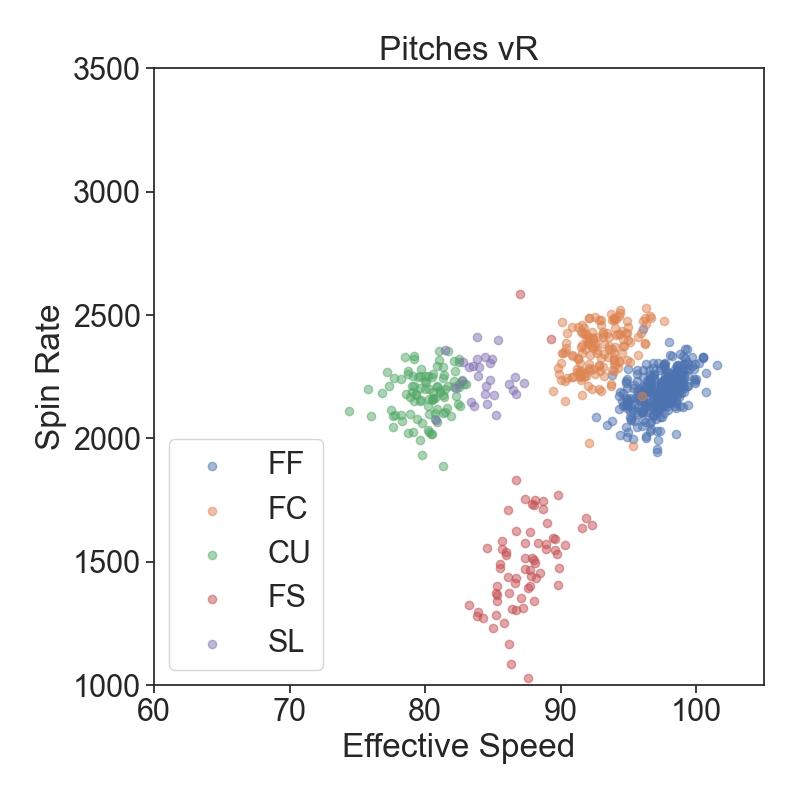 Pitches vR
3500
3000
2500
2000
1500
1000
Spin Rate
FF
FC
CU
FS
SL
60 70 80 90 100
Effective Speed